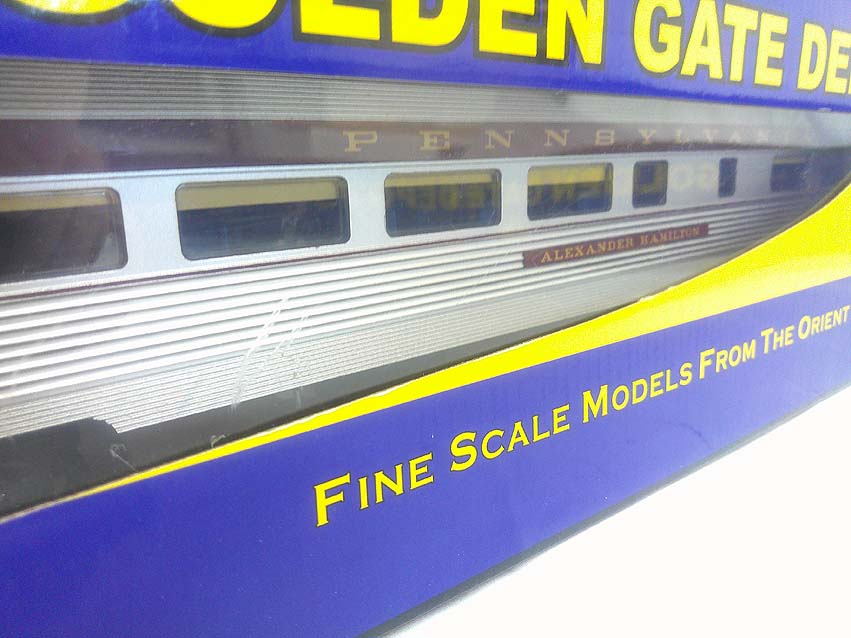 GOLDEN GATE DE
PENNSYLVAN
ALEXANDER HAMILTON
FINE SCALE MODELS FROM THE ORIENT